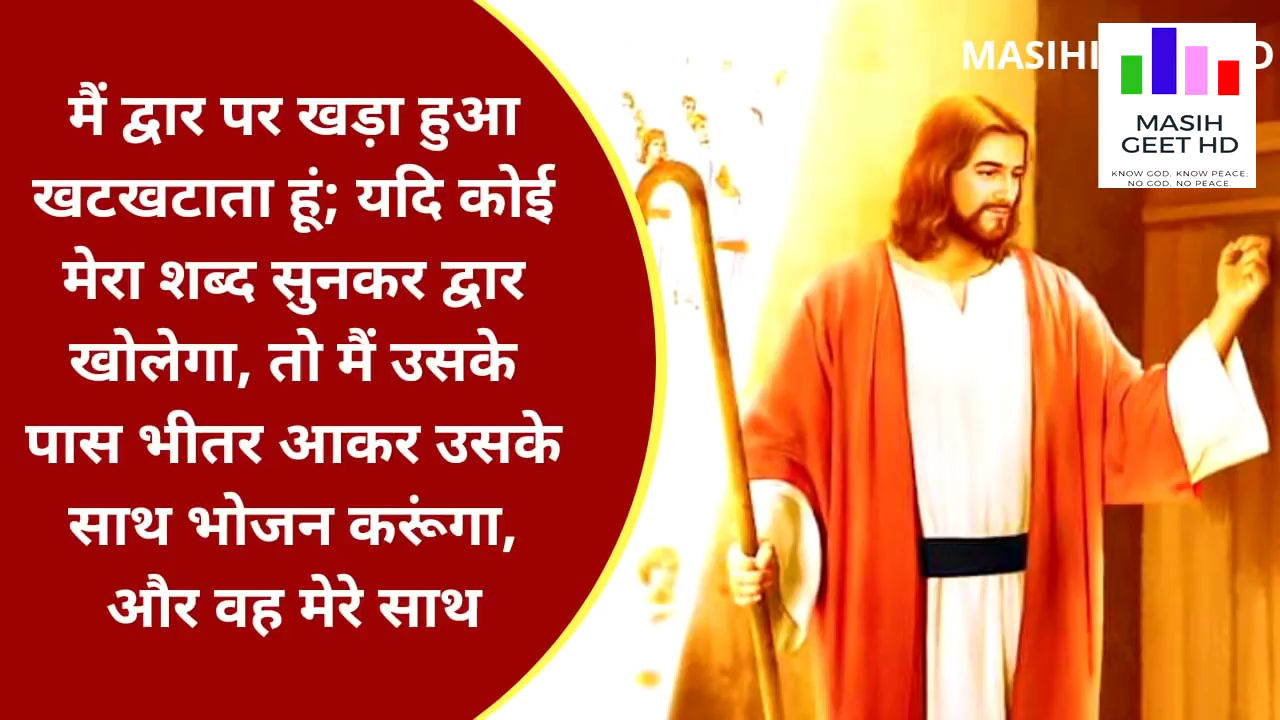 मैं द्वार पर खड़ा हुआ
खटखटाता हूं; यदि कोई
मेरा शब्द सुनकर द्वार
खोलेगा, तो मैं उसके
पास भीतर आकर उसके
साथ भोजन करूंगा,
और वह मेरे साथ
MASIHI
D
MASIH
GEET HD
KNOW GOD, KNOW PEACE;
NO GOD, NO PEACE.